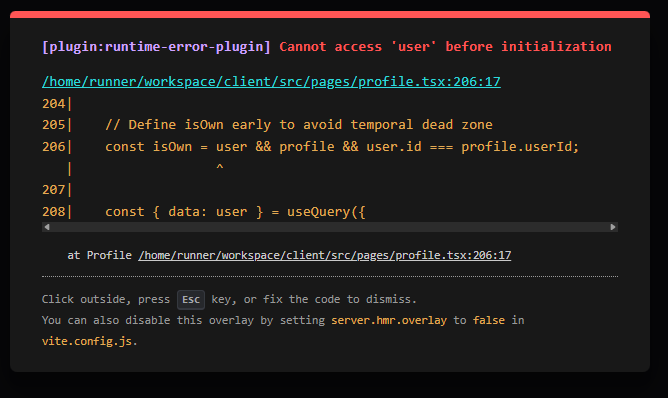 [plugin:runtime-error-plugin] Cannot access 'user' before initialization
/home/runner/workspace/client/src/pages/profile.tsx:206:17
204|
205|    // Define isOwn early to avoid temporal dead zone
206|    const isOwn = user && profile && user.id === profile.userId;
   |                  ^
207|
208|    const { data: user } = useQuery({
at Profile /home/runner/workspace/client/src/pages/profile.tsx:206:17
Click outside, press Esc key, or fix the code to dismiss.
You can also disable this overlay by setting server.hmr.overlay to false in
vite.config.js.